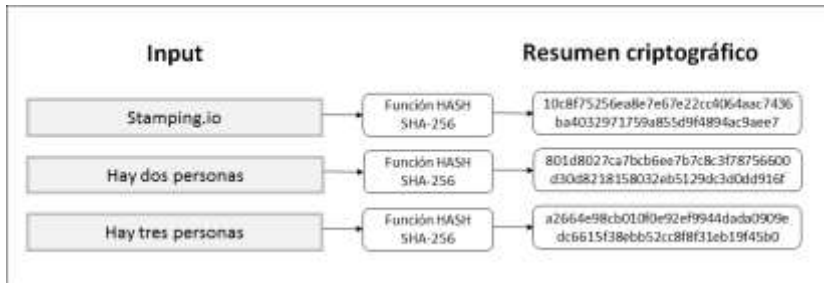 Input
Resumen criptográfico
Stamping.io
Función HASH
SHA-256
10c8f75256ea8e7e67e22cc4064aac7436
ba4032971759a855d9f4894ac9aee7
Hay dos personas
Función HASH
SHA-256
801d8027ca7bcb6ee7b7c8c3f78756600
d30d8218158032eb5129dc3d0dd916f
Hay tres personas
Función HASH
SHA-256
a2664e98cb010f0e92ef9944dada0909e
dc6615f38ebb52cc8f8f31eb19f45b0